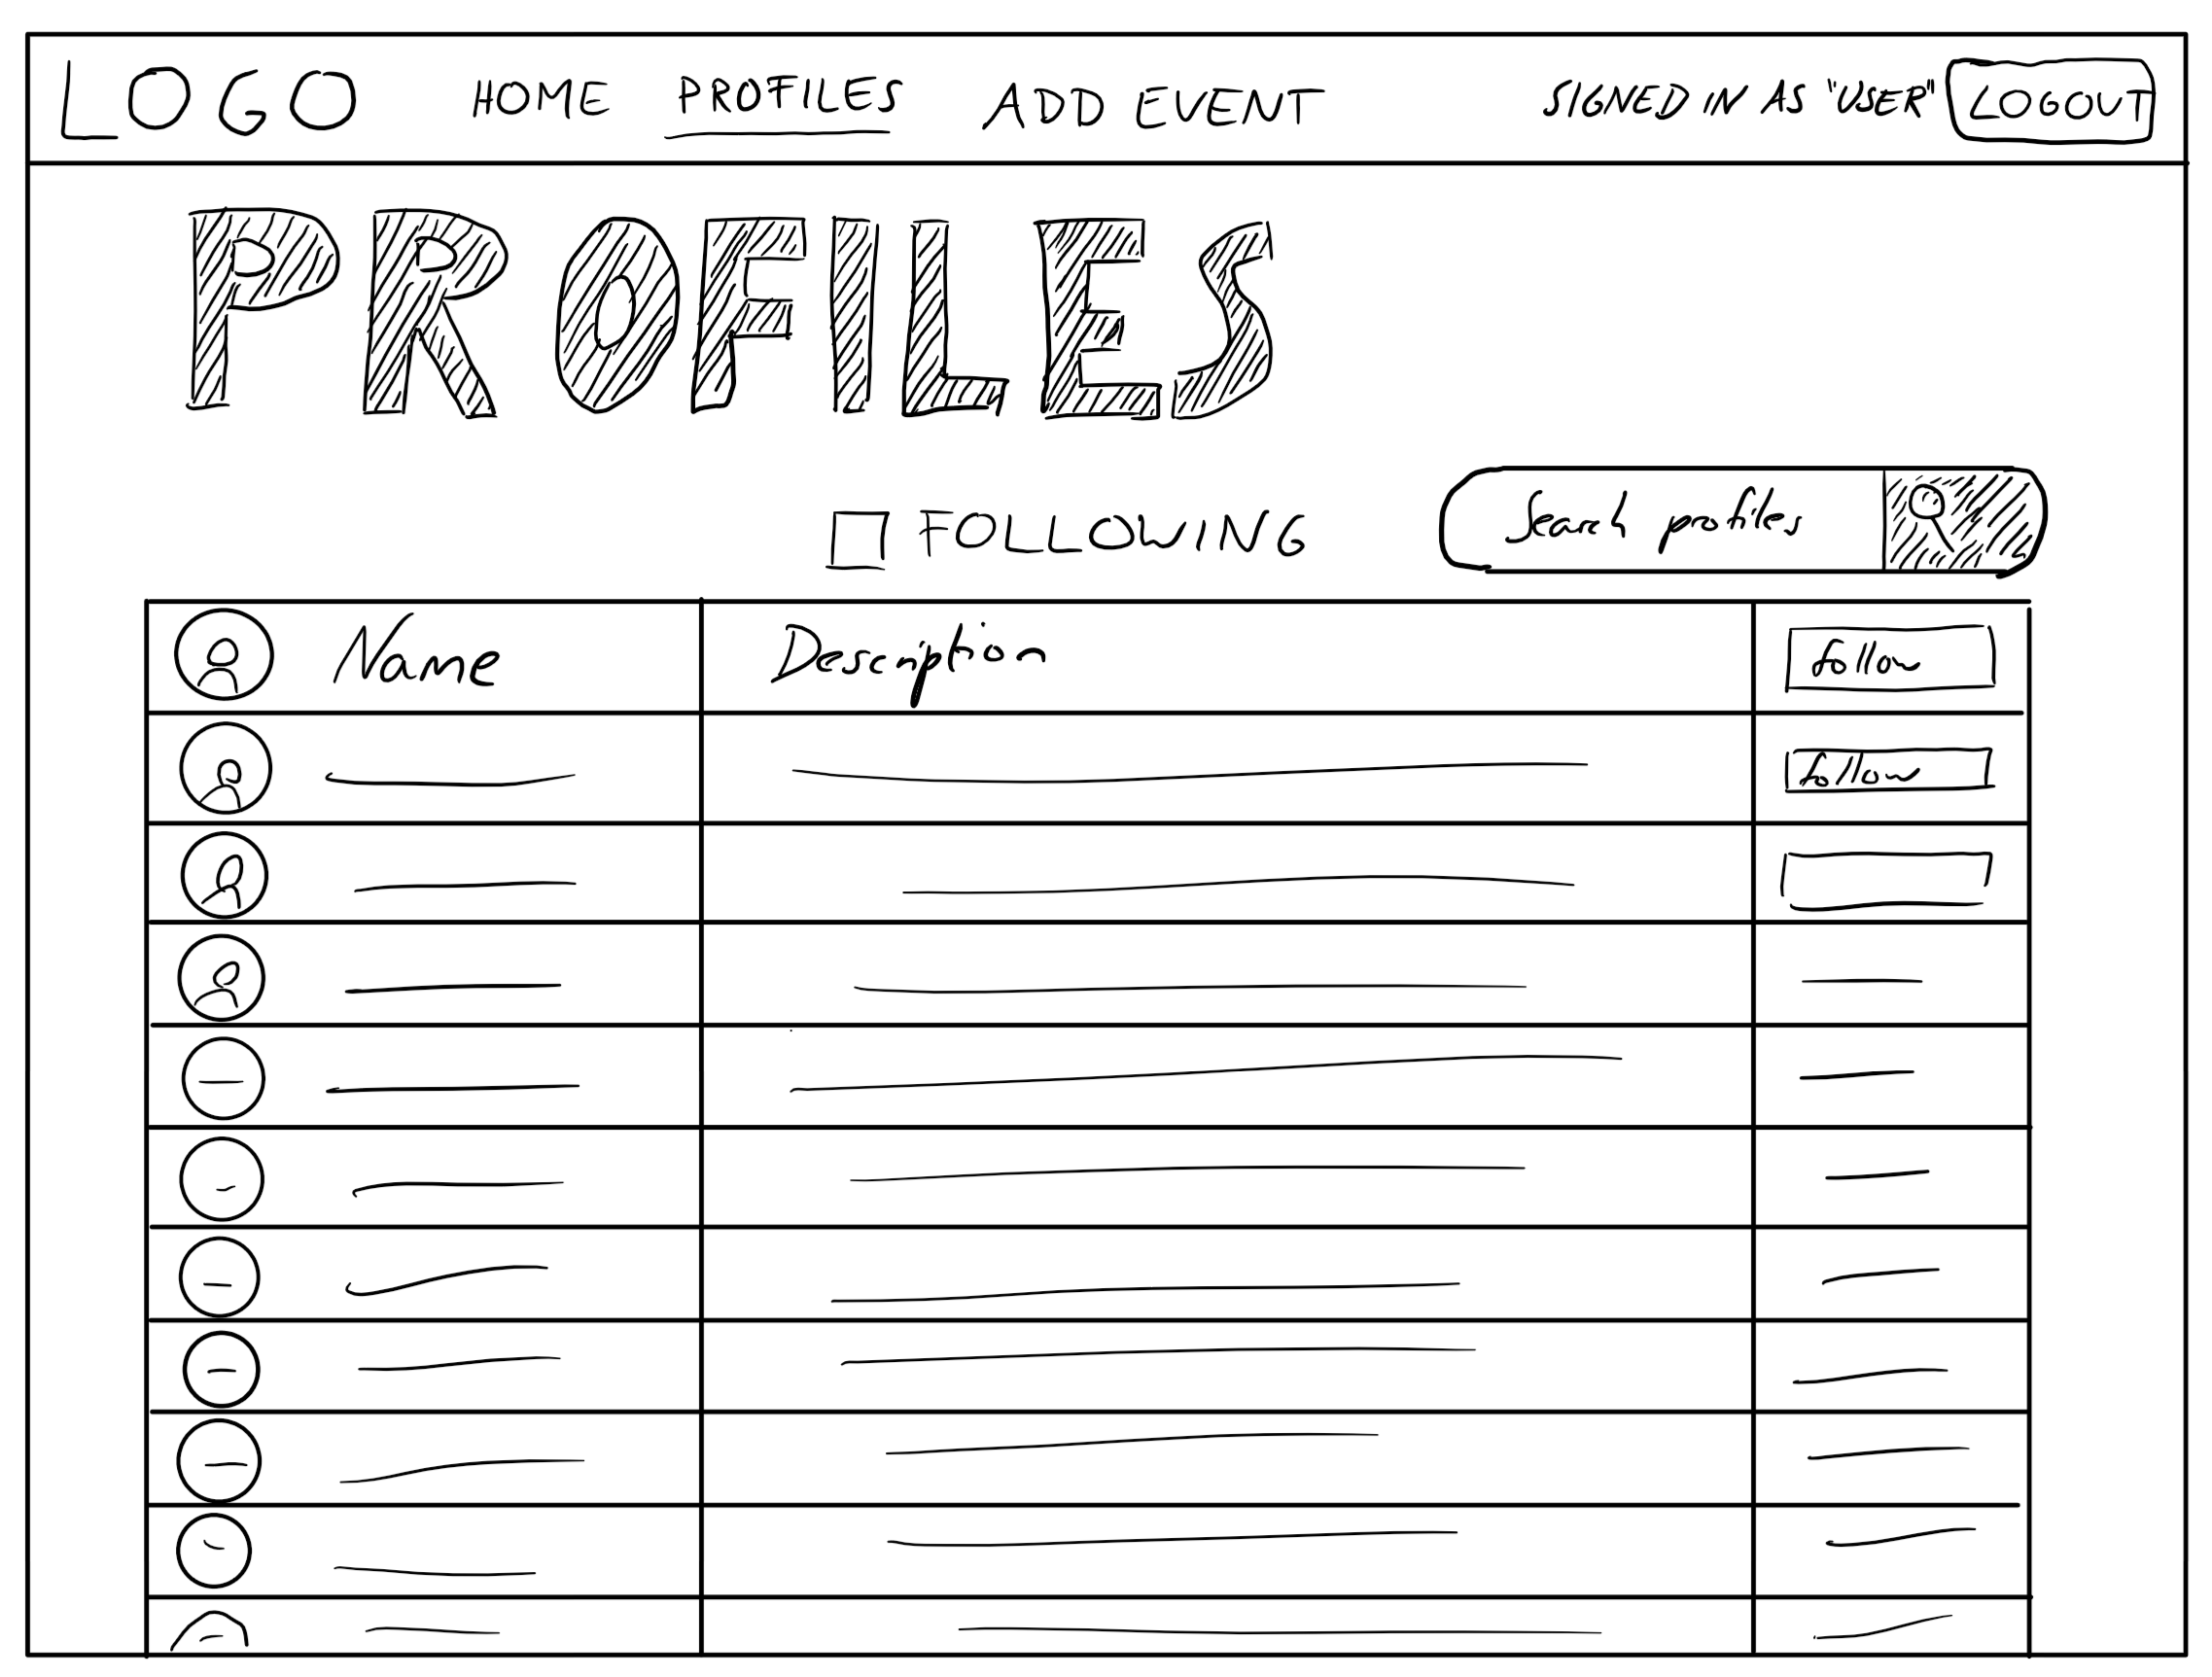 LOGO HOME PROFILES ADD EVENT SIGNED IN AS "USER" LOGOUT
PROFILES
FOLLOWING Search profiles
Name Description follow
follow